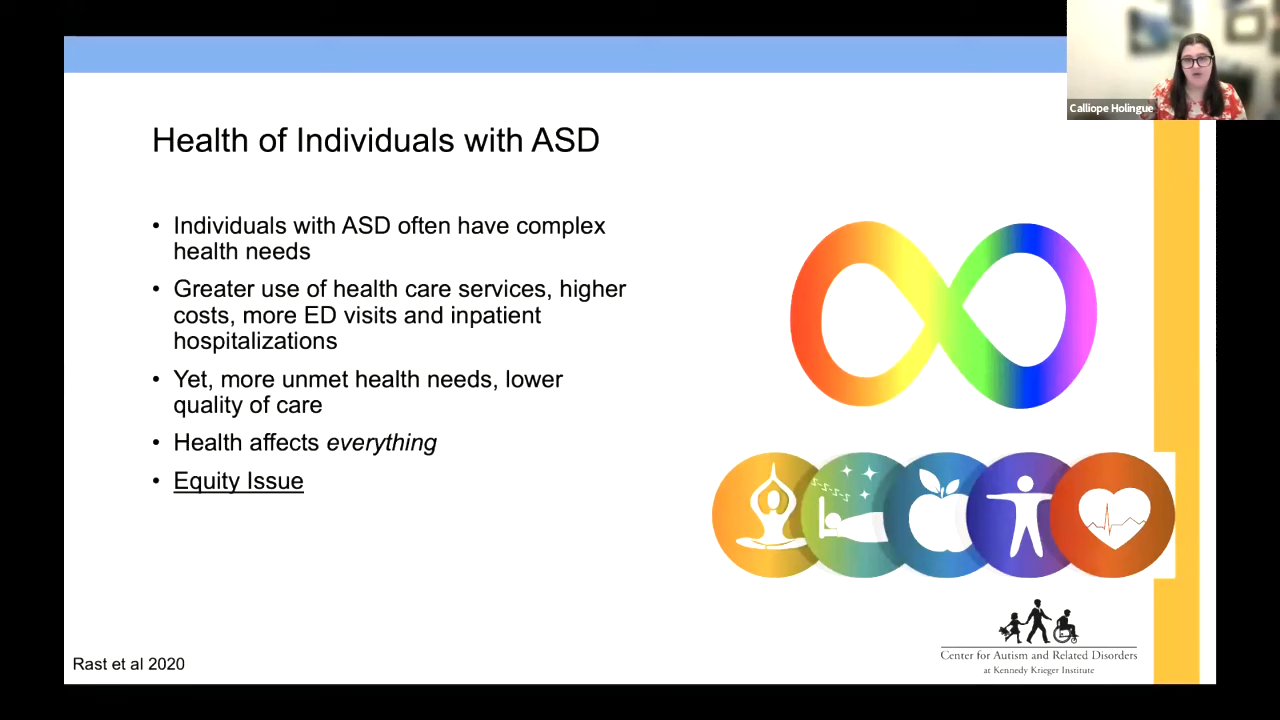 Calliope Holingue
Health of Individuals with ASD
• Individuals with ASD often have complex
health needs
• Greater use of health care services, higher
costs, more ED visits and inpatient
hospitalizations
• Yet, more unmet health needs, lower
quality of care
• Health affects everything
• Equity Issue
z-z-z-z-z
Center for Autism and Related Disorders
at Kennedy Krieger Institute
Rast et al 2020